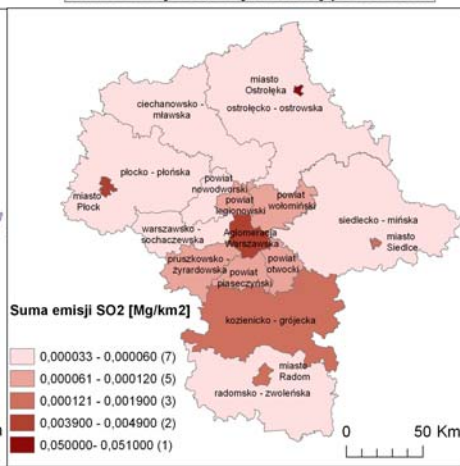 miasto
Ostrołęka
ciechanowsko -
mławska
ostrołęcko - ostrowska
płocko - płońska
powiat
nowodworski
miasto
Płock
powiat
legionowski
powiat
wołomiński
siedlecko - mińska
warszawsko -
sochaczewska
Aglomeracja
Warszawska
miasto
Siedlce
pruszkowsko -
żyrardowska
powiat
otwocki
powiat
piaseczyński
Suma emisji SO2 [Mg/km2]
kozienicko - grójecka
0,000033 - 0,000060 (7)
0,000061 - 0,000120 (5)
0,000121 - 0,001900 (3)
0,003900 - 0,004900 (2)
0,050000- 0,051000 (1)
miasto
Radom
radomsko - zwoleńska
0 50 Km